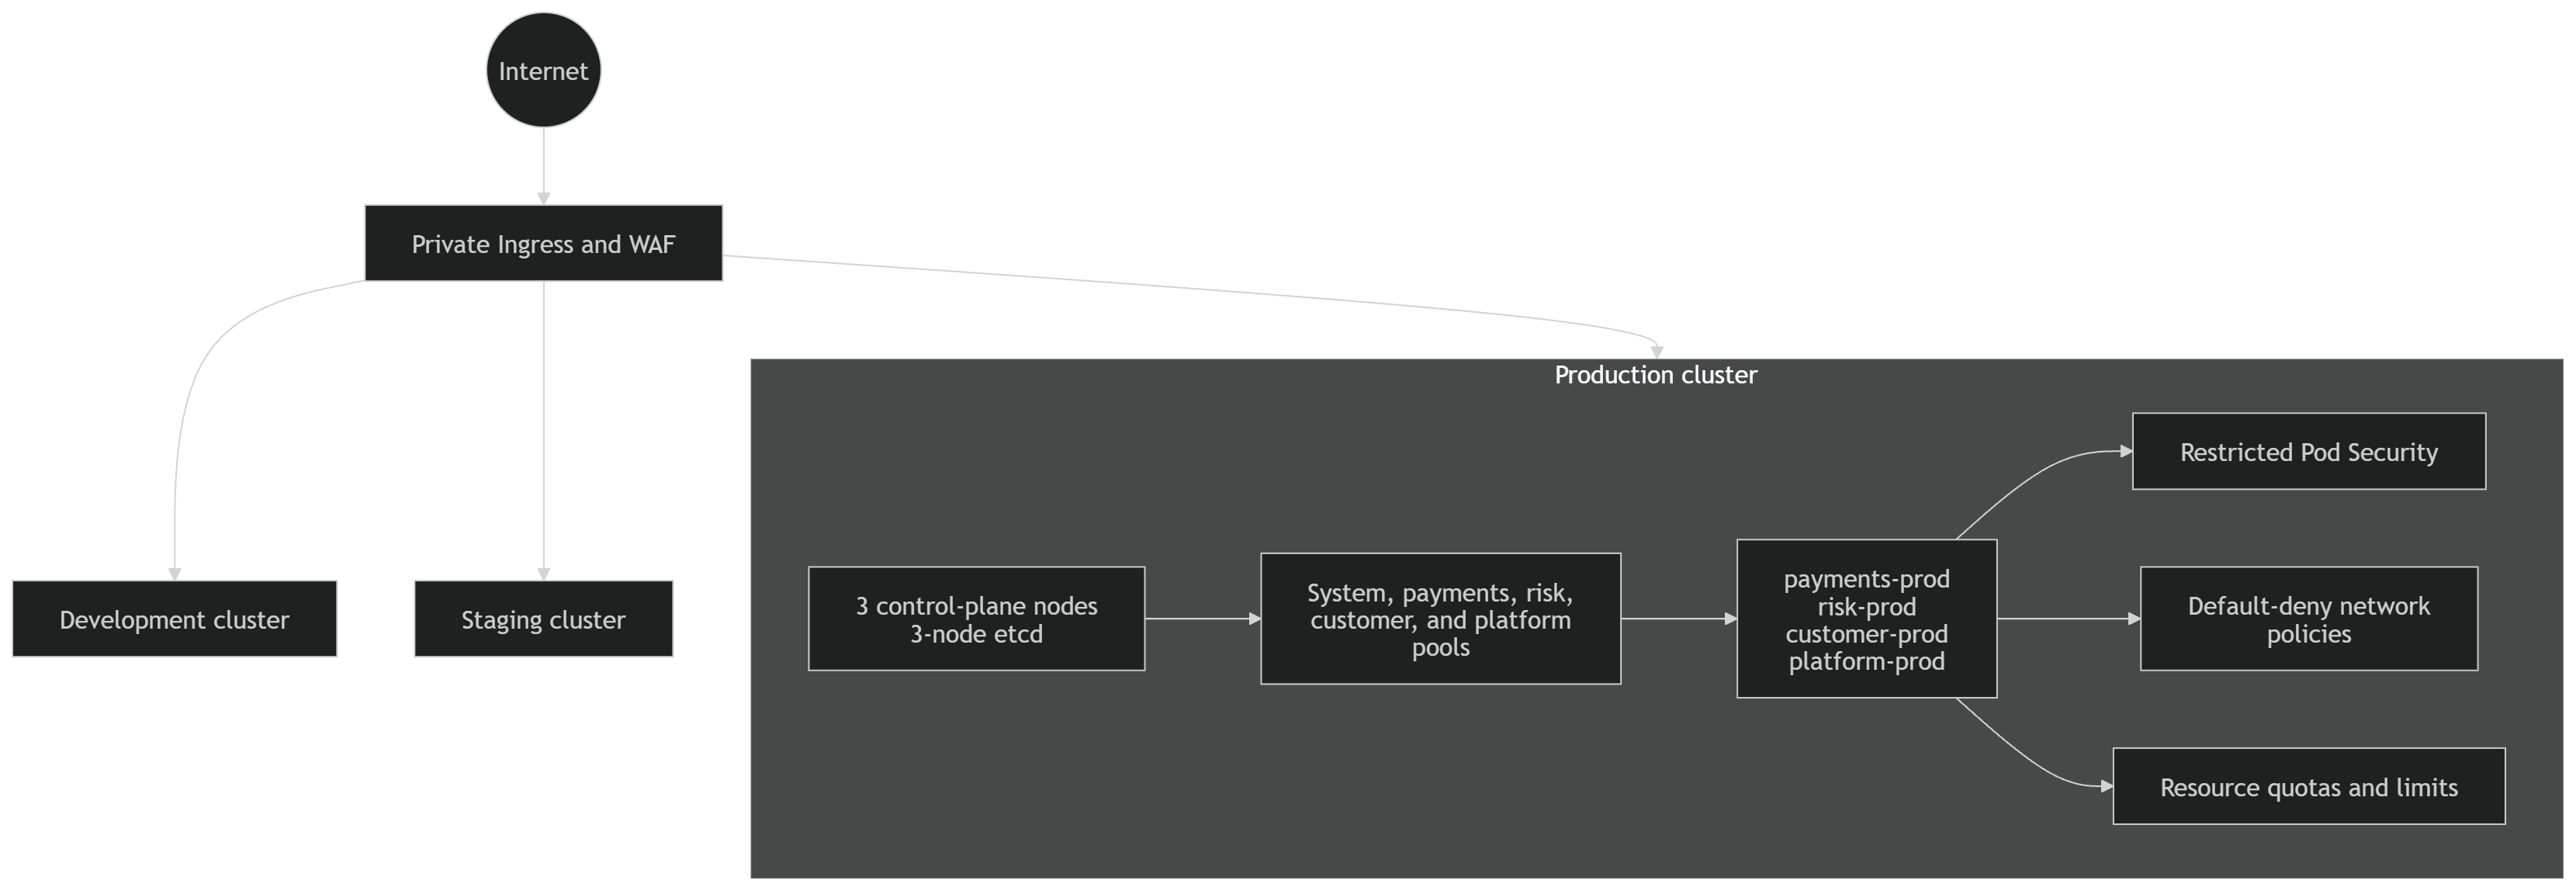 Internet
Private Ingress and WAF
Development cluster
Staging cluster
Production cluster
3 control-plane nodes
3-node etcd
System, payments, risk,
customer, and platform
pools
payments-prod
risk-prod
customer-prod
platform-prod
Restricted Pod Security
Default-deny network
policies
Resource quotas and limits